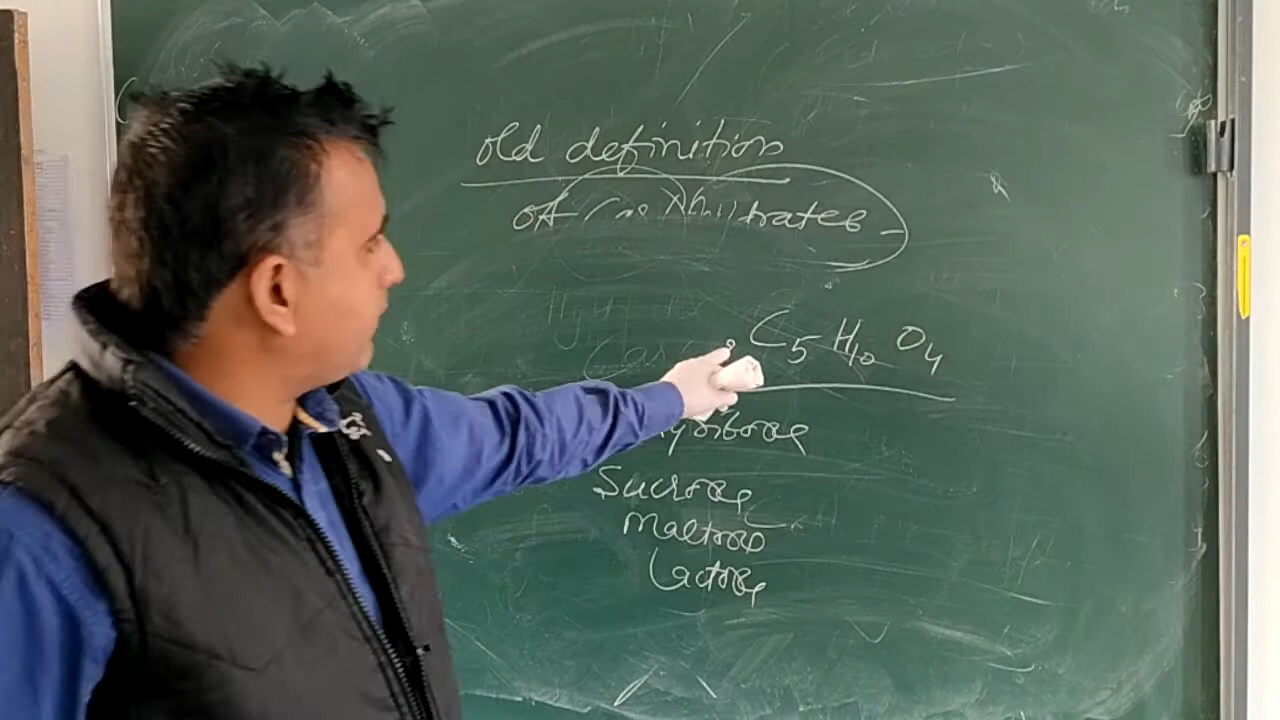 old definition
of Carbohydrates -
C5 H10 O4
Sucrose
Maltose
Lactose